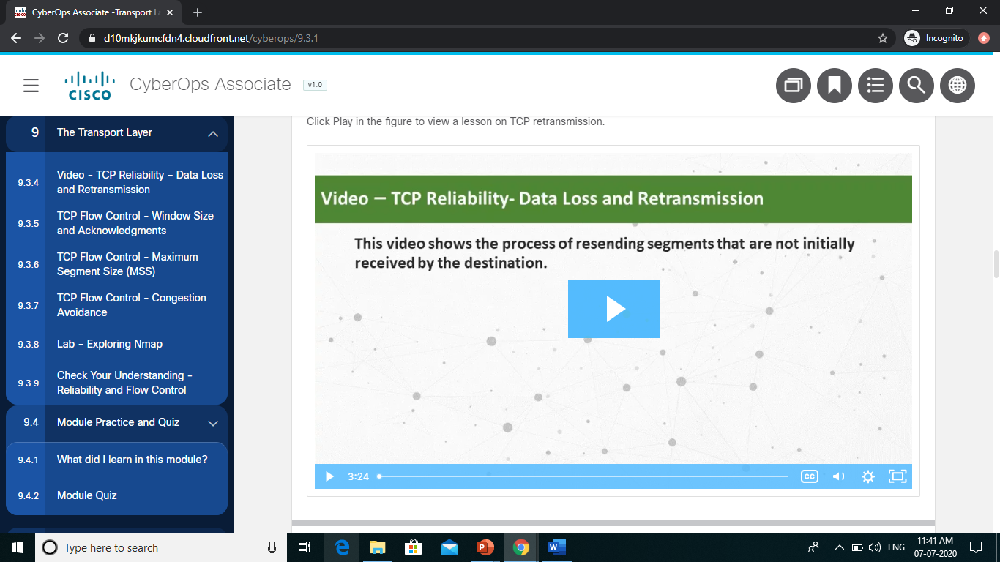 CyberOps Associate -Transport La
d10mkjkumcfdn4.cloudfront.net/cyberops/9.3.1
Incognito
CISCO
CyberOps Associate
v1.0
9 The Transport Layer
9.3.4 Video - TCP Reliability - Data Loss
and Retransmission
9.3.5 TCP Flow Control - Window Size
and Acknowledgments
9.3.6 TCP Flow Control - Maximum
Segment Size (MSS)
9.3.7 TCP Flow Control - Congestion
Avoidance
9.3.8 Lab - Exploring Nmap
9.3.9 Check Your Understanding -
Reliability and Flow Control
9.4 Module Practice and Quiz
9.4.1 What did I learn in this module?
9.4.2 Module Quiz
Click Play in the figure to view a lesson on TCP retransmission.
Video – TCP Reliability- Data Loss and Retransmission
This video shows the process of resending segments that are not initially
received by the destination.
3:24
CC
Type here to search
ENG
11:41 AM
07-07-2020